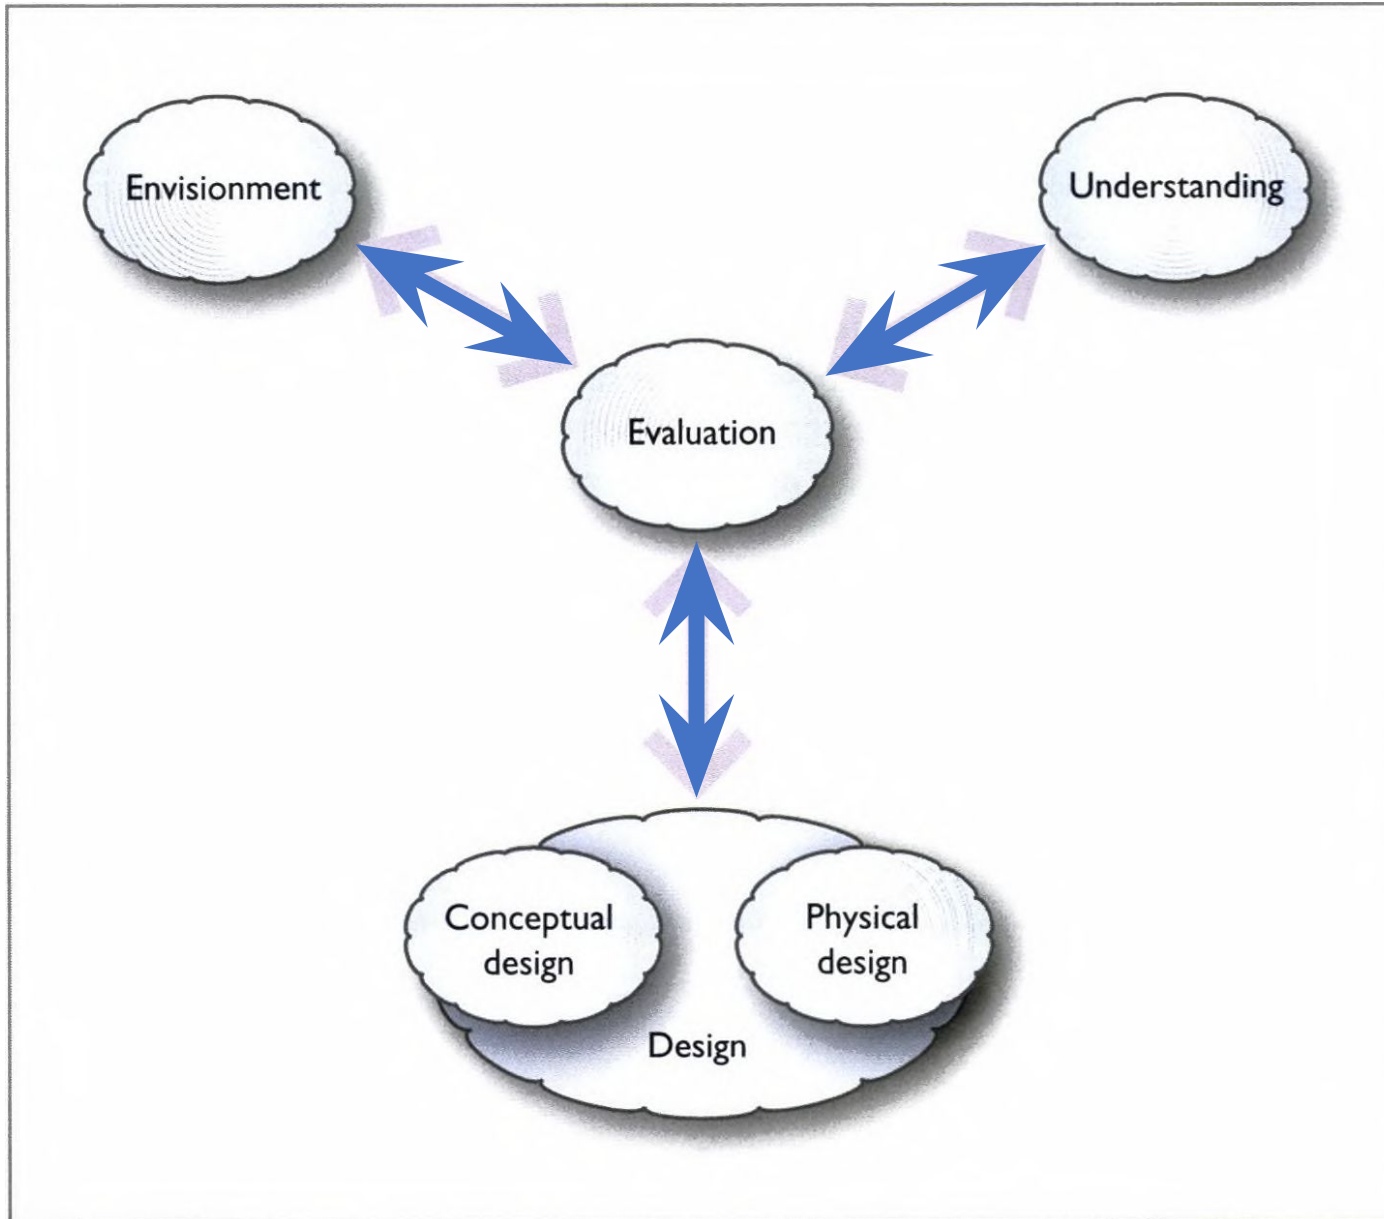 Envisionment
Understanding
Evaluation
Conceptual
design
Physical
design
Design